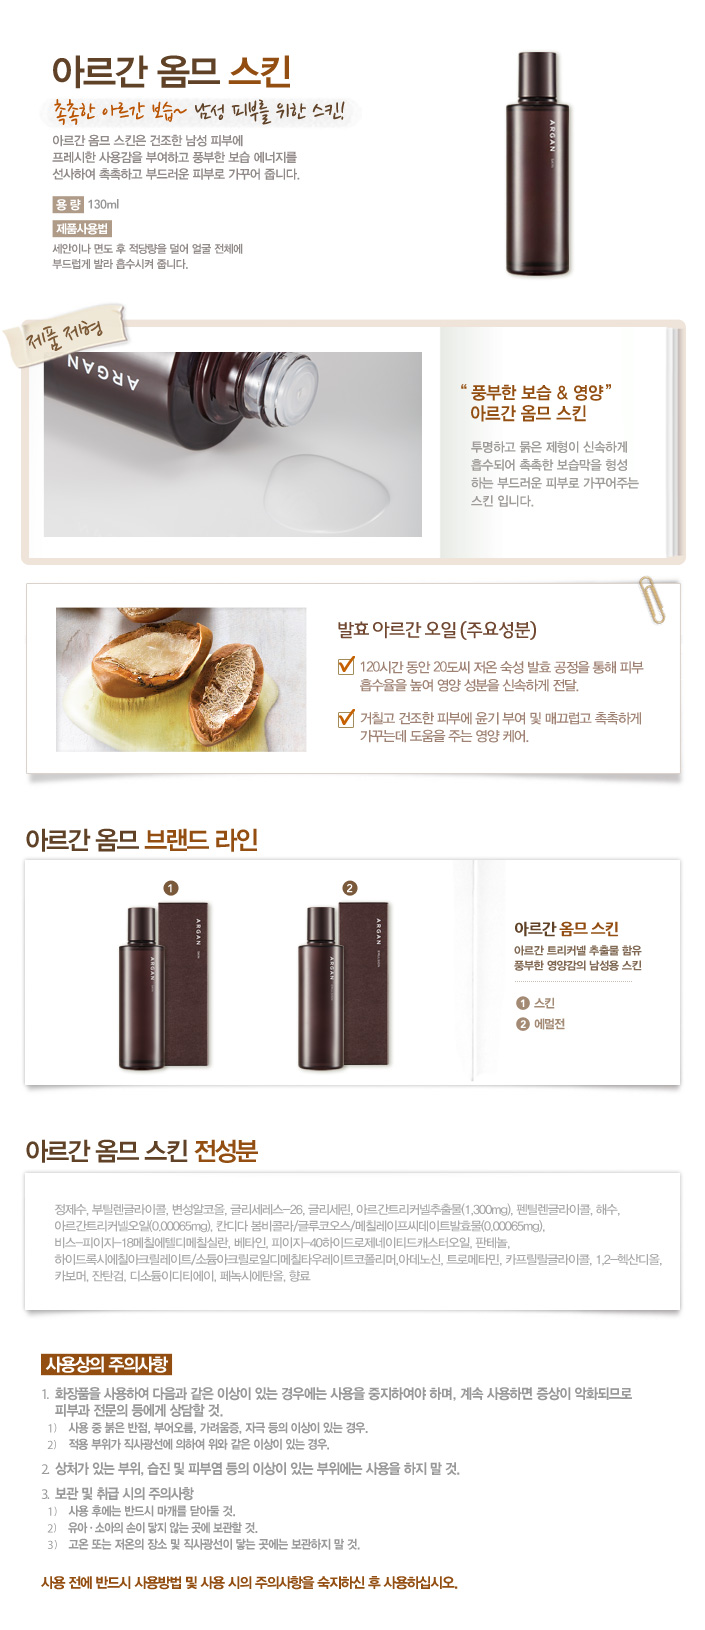 아르간 옴므 스킨
촉촉한 아르간 보습~ 남성 피부를 위한 스킨!
아르간 옴므 스킨은 건조한 남성 피부에
프레시한 사용감을 부여하고 풍부한 보습 에너지를
선사하여 촉촉하고 부드러운 피부로 가꾸어 줍니다.
용 량 130ml
제품사용법
세안이나 면도 후 적당량을 덜어 얼굴 전체에
부드럽게 발라 흡수시켜 줍니다.
ARGAN
제품 제형
ARGAN
“ 풍부한 보습 & 영양”
아르간 옴므 스킨
투명하고 묽은 제형이 신속하게
흡수되어 촉촉한 보습막을 형성
하는 부드러운 피부로 가꾸어주는
스킨 입니다.
발효 아르간 오일 (주요성분)
120시간 동안 20도씨 저온 숙성 발효 공정을 통해 피부
흡수율을 높여 영양 성분을 신속하게 전달.
거칠고 건조한 피부에 윤기 부여 및 매끄럽고 촉촉하게
가꾸는데 도움을 주는 영양 케어.
아르간 옴므 브랜드 라인
1
2
ARGAN
ARGAN
ARGAN
ARGAN
아르간 옴므 스킨
아르간 트리커넬 추출물 함유
풍부한 영양감의 남성용 스킨
1 스킨
2 에멀전
아르간 옴므 스킨 전성분
정제수, 부틸렌글라이콜, 변성알코올, 글리세레스-26, 글리세린, 아르간트리커넬추출물(1,300mg), 펜틸렌글라이콜, 해수,
아르간트리커넬오일(0.00065mg), 칸디다 봄비콜라/글루코오스/메칠레이프씨데이트발효물(0.00065mg),
비스-피이지-18메칠에텔디메칠실란, 베타인, 피이지-40하이드로제네이티드캐스터오일, 판테놀,
하이드록시에칠아크릴레이트/소듐아크릴로일디메칠타우레이트코폴리머,아데노신, 트로메타민, 카프릴릴글라이콜, 1,2-헥산디올,
카보머, 잔탄검, 디소듐이디티에이, 페녹시에탄올, 향료
사용상의 주의사항
1. 화장품을 사용하여 다음과 같은 이상이 있는 경우에는 사용을 중지하여야 하며, 계속 사용하면 증상이 악화되므로
피부과 전문의 등에게 상담할 것.
1) 사용 중 붉은 반점, 부어오름, 가려움증, 자극 등의 이상이 있는 경우.
2) 적용 부위가 직사광선에 의하여 위와 같은 이상이 있는 경우.
2. 상처가 있는 부위, 습진 및 피부염 등의 이상이 있는 부위에는 사용을 하지 말 것.
3. 보관 및 취급 시의 주의사항
1) 사용 후에는 반드시 마개를 닫아둘 것.
2) 유아·소아의 손이 닿지 않는 곳에 보관할 것.
3) 고온 또는 저온의 장소 및 직사광선이 닿는 곳에는 보관하지 말 것.
사용 전에 반드시 사용방법 및 사용 시의 주의사항을 숙지하신 후 사용하십시오.